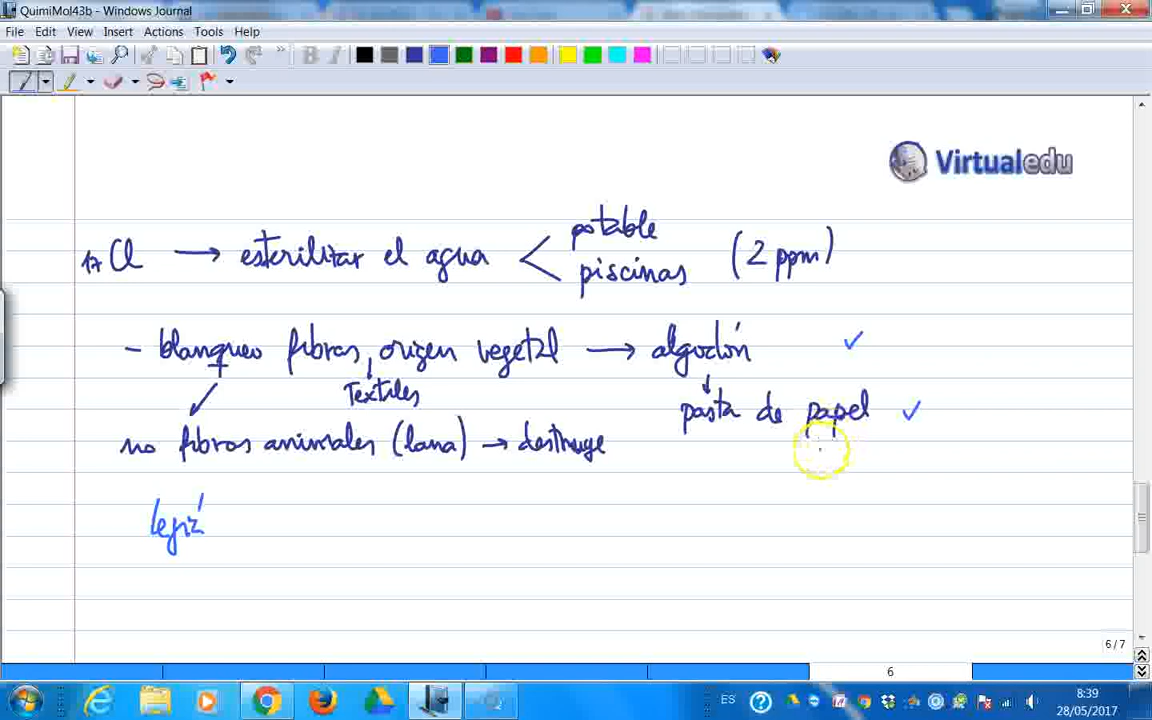 QuimiMol43b - Windows Journal
File Edit View Insert Actions Tools Help
Virtualedu
potable
17Cl → esterilizar el agua < (2 ppm)
piscinas
- blanqueo fibras, origen vegetal → algodón ✓
Textiles
pasta de papel ✓
no fibras animales (lana) → destruye
6/7
6
ES
8:39
28/05/2017